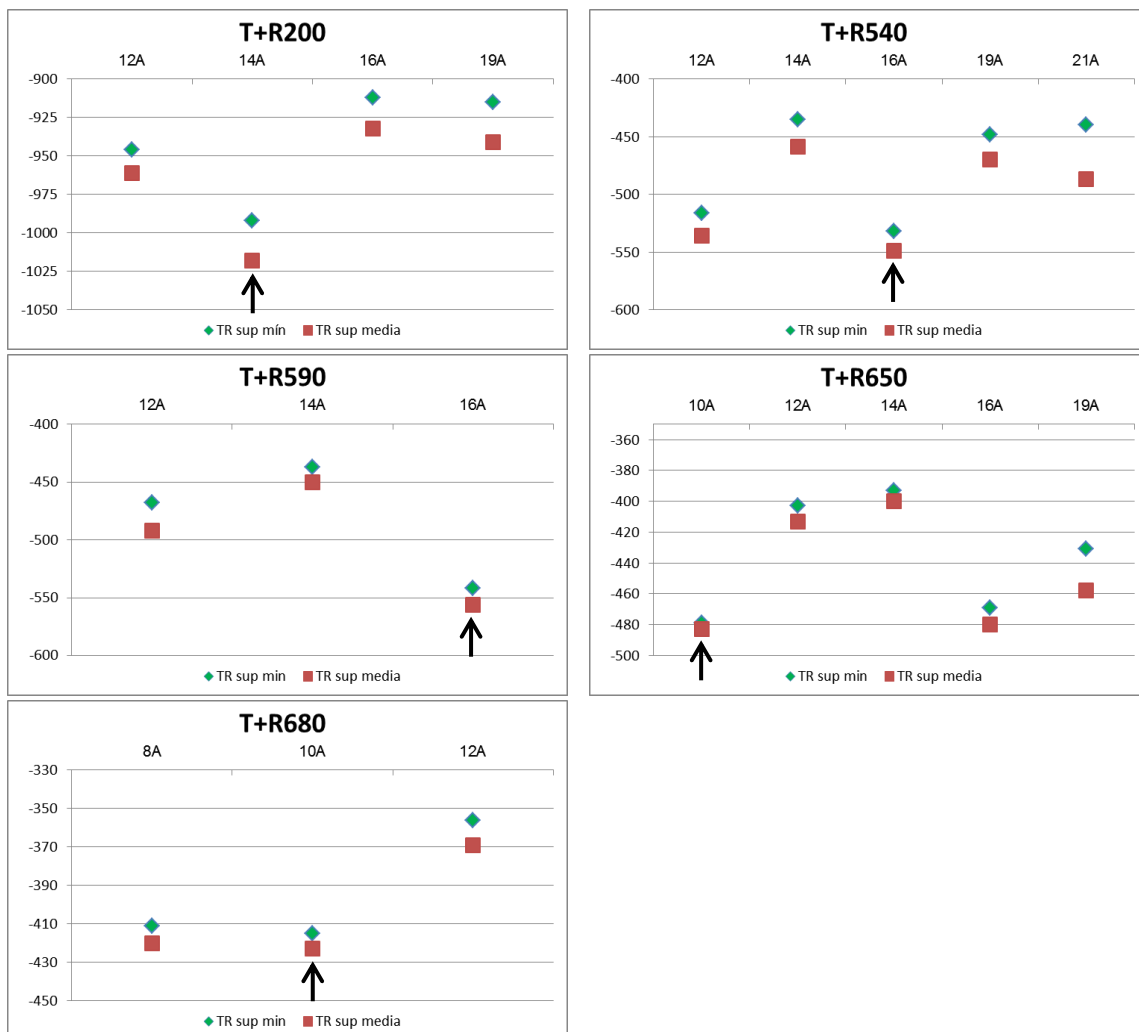 T+R200
12A 14A 16A 19A
-900
-925
-950
-975
-1000
-1025
-1050
TR sup mín TR sup media
T+R540
12A 14A 16A 19A 21A
-400
-450
-500
-550
-600
TR sup min TR sup media
T+R590
12A 14A 16A
-400
-450
-500
-550
-600
TR sup min TR sup media
T+R650
10A 12A 14A 16A 19A
-360
-380
-400
-420
-440
-460
-480
-500
TR sup min TR sup media
T+R680
8A 10A 12A
-330
-350
-370
-390
-410
-430
-450
TR sup min TR sup media